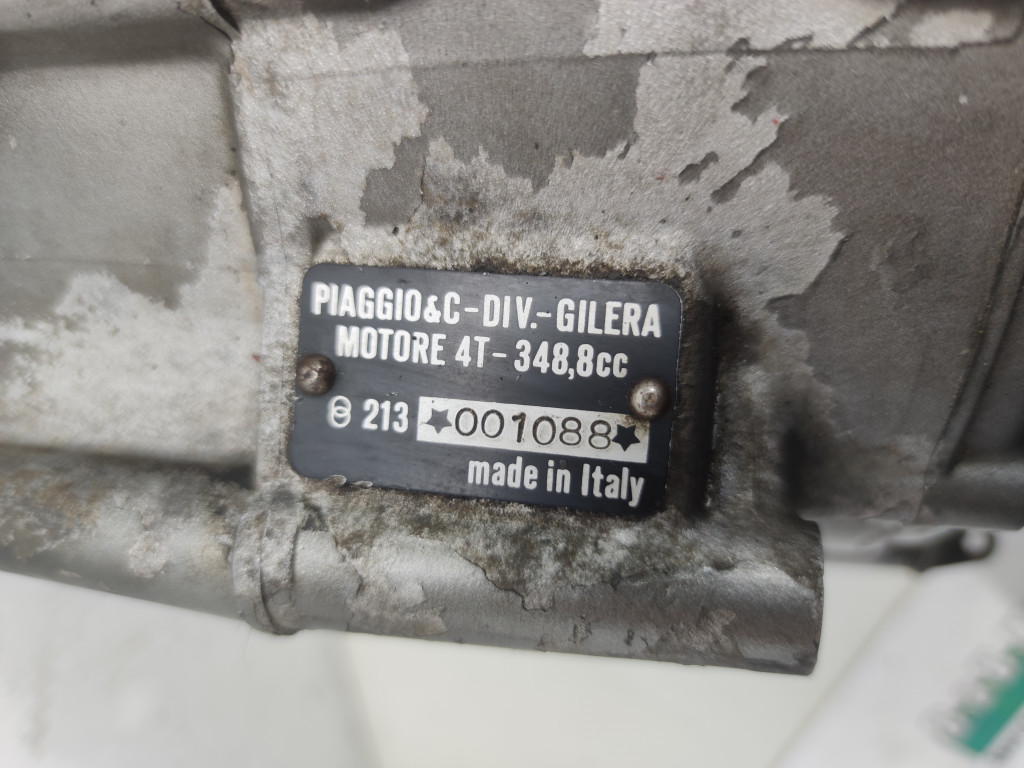 PIAGGIO&C-DIV.-GILERA
MOTORE 4T-348,8cc
213 ★001088★
made in Italy